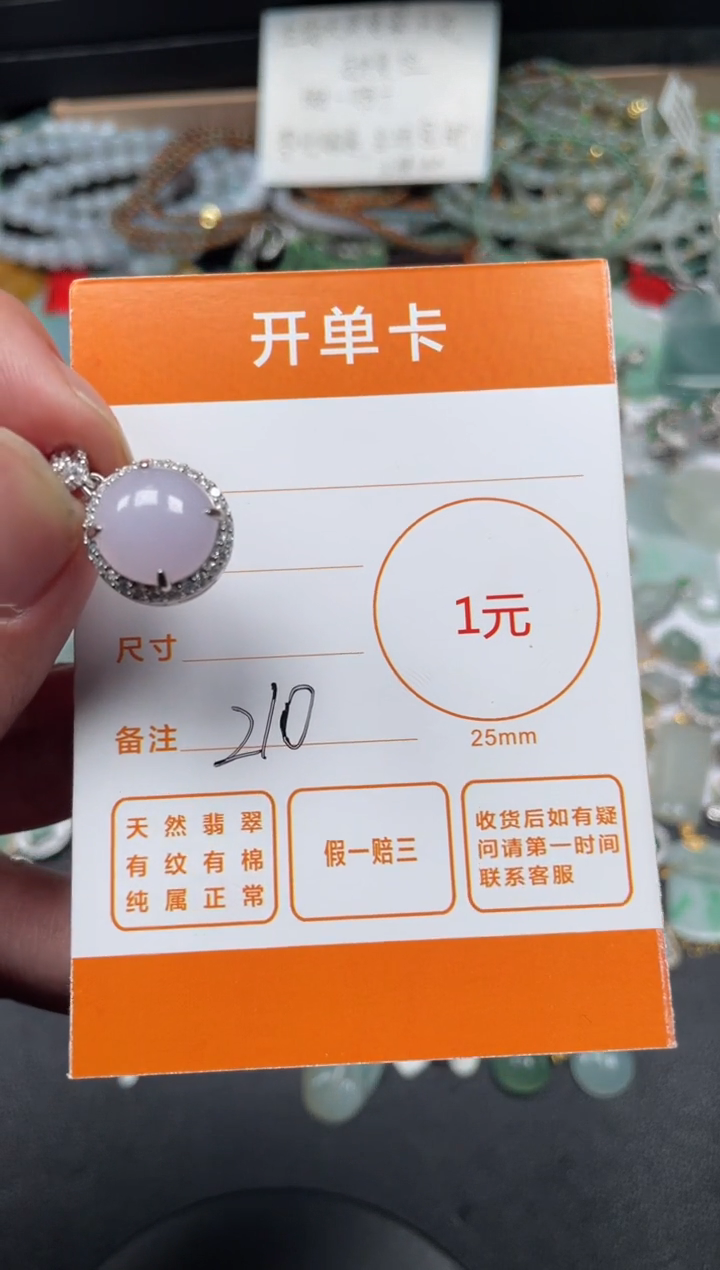 开单卡
1元
尺寸
备注 210
25mm
天然翡翠
有纹有棉
纯属正常
假一赔三
收货后如有疑
问请第一时间
联系客服